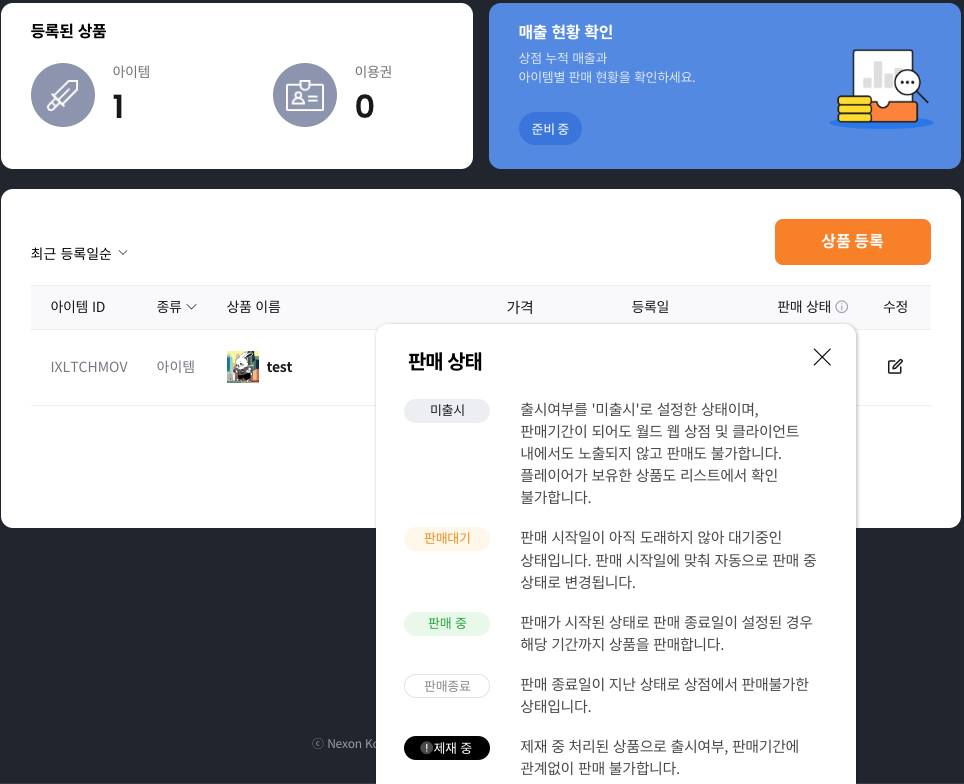 등록된 상품
아이템
1
이용권
0
매출 현황 확인
상점 누적 매출과
아이템별 판매 현황을 확인하세요.
준비 중
최근 등록일순
상품 등록
아이템 ID 종류 상품 이름 가격 등록일 판매 상태 수정
IXLTCHMOV 아이템 test
판매 상태
미출시
출시여부를 '미출시'로 설정한 상태이며,
판매기간이 되어도 월드 웹 상점 및 클라이언트
내에서도 노출되지 않고 판매도 불가합니다.
플레이어가 보유한 상품도 리스트에서 확인
불가합니다.
판매대기
판매 시작일이 아직 도래하지 않아 대기중인
상태입니다. 판매 시작일에 맞춰 자동으로 판매 중
상태로 변경됩니다.
판매 중
판매가 시작된 상태로 판매 종료일이 설정된 경우
해당 기간까지 상품을 판매합니다.
판매종료
판매 종료일이 지난 상태로 상점에서 판매불가한
상태입니다.
제재 중
제재 중 처리된 상품으로 출시여부, 판매기간에
관계없이 판매 불가합니다.
ⓒ Nexon